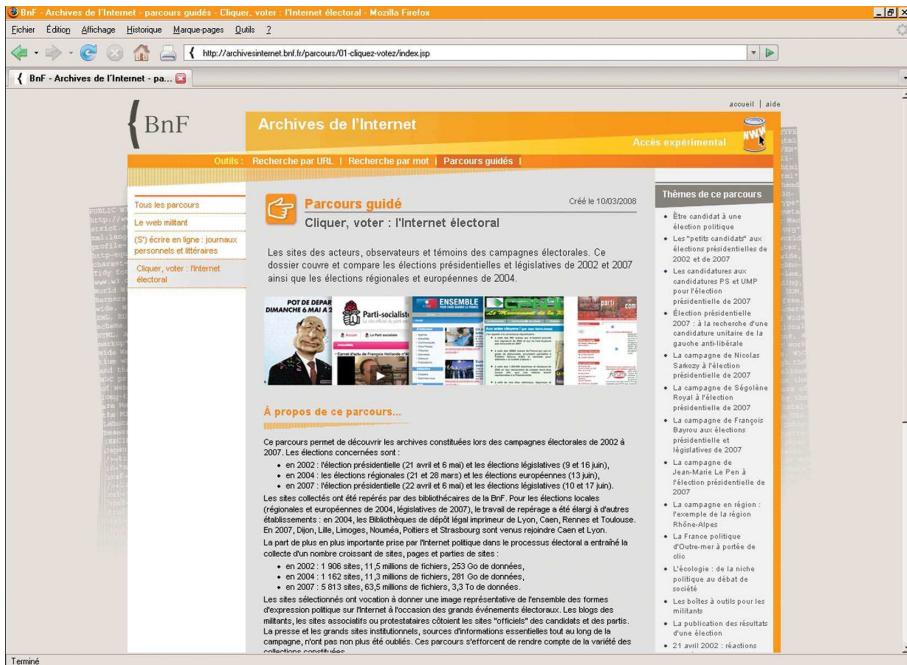 BnF - Archives de l'Internet - parcours guidés - Cliquer, voter : l'Internet électoral - Mozilla Firefox
Fichier Édition Affichage Historique Marque-pages Outils ?
http://archivesinternet.bnf.fr/parcours/01-cliquez-votez/index.jsp
BnF - Archives de l'Internet - pa...
accueil | aide
BnF
Archives de l'Internet
Accès expérimental
WWW
Outils : Recherche par URL | Recherche par mot | Parcours guidés |
Tous les parcours
Le web militant
(S') écrire en ligne : journaux
personnels et littéraires
Cliquer, voter : l'Internet
électoral
Parcours guidé
Créé le 10/03/2008
Cliquer, voter : l'Internet électoral
Les sites des acteurs, observateurs et témoins des campagnes électorales. Ce
dossier couvre et compare les élections présidentielles et législatives de 2002 et 2007
ainsi que les élections régionales et européennes de 2004.
POT DE DEPAR
DIMANCHE 6 MAI A 2
Parti-socialiste
ENSEMBLE
parti
.com
À propos de ce parcours...
Ce parcours permet de découvrir les archives constituées lors des campagnes électorales de 2002 à
2007. Les élections concernées sont :
• en 2002 : l'élection présidentielle (21 avril et 6 mai) et les élections législatives (9 et 16 juin),
• en 2004 : les élections régionales (21 et 28 mars) et les élections européennes (13 juin),
• en 2007 : l'élection présidentielle (22 avril et 6 mai) et les élections législatives (10 et 17 juin).
Les sites collectés ont été repérés par des bibliothécaires de la BnF. Pour les élections locales
(régionales et européennes de 2004, législatives de 2007), le travail de repérage a été élargi à d'autres
établissements : en 2004, les Bibliothèques de dépôt légal imprimeur de Lyon, Caen, Rennes et Toulouse.
En 2007, Dijon, Lille, Limoges, Nouméa, Poitiers et Strasbourg sont venus rejoindre Caen et Lyon.
La part de plus en plus importante prise par l'Internet politique dans le processus électoral a entraîné la
collecte d'un nombre croissant de sites, pages et parties de sites :
• en 2002 : 1 906 sites, 11,5 millions de fichiers, 253 Go de données,
• en 2004 : 1 162 sites, 11,3 millions de fichiers, 281 Go de données,
• en 2007 : 5 813 sites, 63,5 millions de fichiers, 3,3 To de données.
Les sites sélectionnés ont vocation à donner une image représentative de l'ensemble des formes
d'expression politique sur l'Internet à l'occasion des grands événements électoraux. Les blogs des
militants, les sites associatifs ou protestataires côtoient les sites "officiels" des candidats et des partis.
La presse et les grands sites institutionnels, sources d'informations essentielles tout au long de la
campagne, n'ont pas non plus été oubliés. Ces parcours s'efforcent de rendre compte de la variété des
collections constituées.
Thèmes de ce parcours
• Être candidat à une
élection politique
• Les "petits candidats" aux
élections présidentielles de
2002 et de 2007
• Les candidatures aux
candidatures PS et UMP
pour l'élection
présidentielle de 2007
• Élection présidentielle
2007 : à la recherche d'une
candidature unitaire de la
gauche anti-libérale
• La campagne de Nicolas
Sarkozy à l'élection
présidentielle de 2007
• La campagne de Ségolène
Royal à l'élection
présidentielle de 2007
• La campagne de François
Bayrou aux élections
présidentielle et
législatives de 2007
• La campagne de
Jean-Marie Le Pen à
l'élection présidentielle de
2007
• La campagne en région :
l'exemple de la région
Rhône-Alpes
• La France politique
d'Outre-mer à portée de
clic
• L'écologie : de la niche
politique au débat de
société
• Les boîtes à outils pour les
militants
• La publication des résultats
d'une élection
• 21 avril 2002 : réactions
Terminé